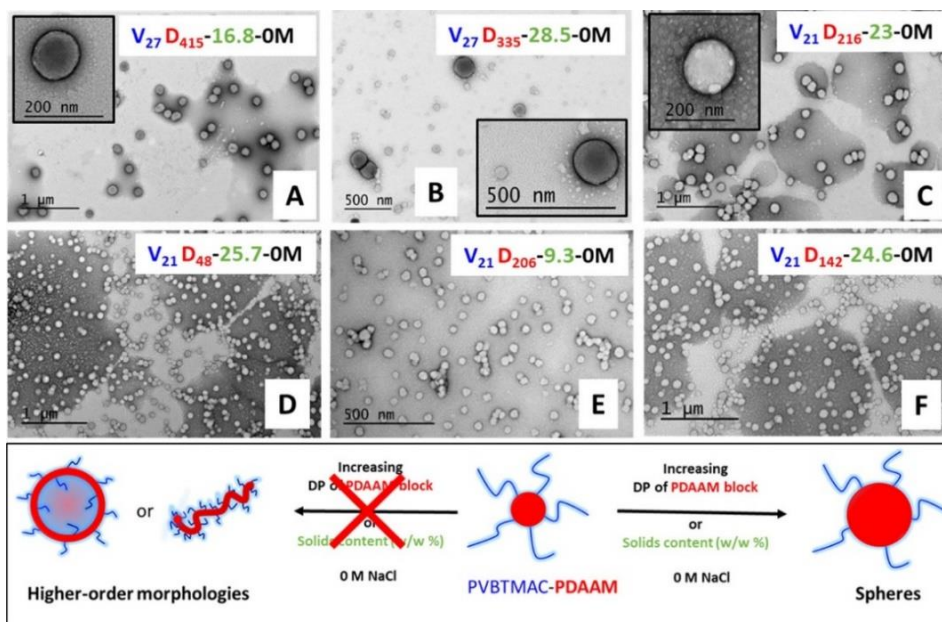 V27 D415-16.8-0M
200 nm
1 µm
A
V27 D335-28.5-0M
500 nm
500 nm
B
V21 D216-23-0M
200 nm
1 µm
C
V21 D48-25.7-0M
1 µm
D
V21 D206-9.3-0M
500 nm
E
V21 D142-24.6-0M
1 µm
F
or
Higher-order morphologies
Increasing
DP of PDAAM block
or
Solids content (w/w %)
0 M NaCl
PVBTMAC-PDAAM
Increasing
DP of PDAAM block
or
Solids content (w/w %)
0 M NaCl
Spheres